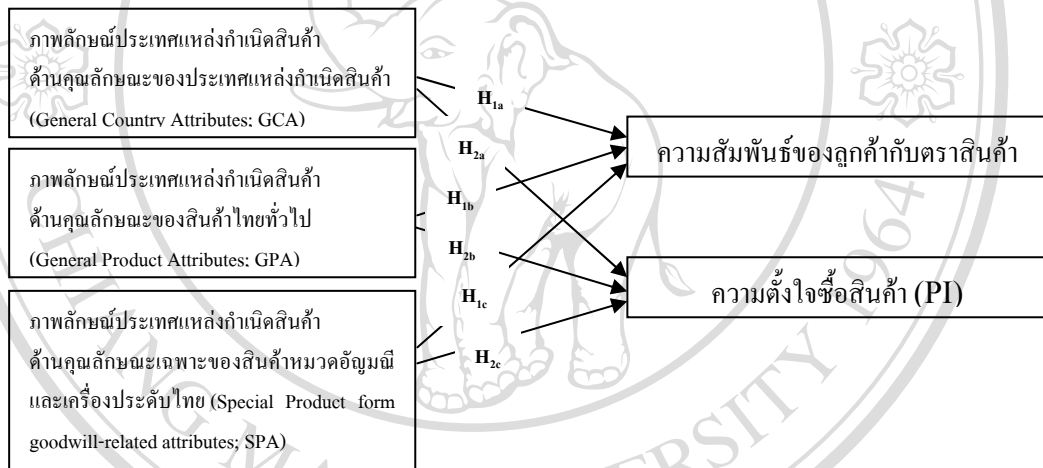 ภาพลักษณ์ประเทศแหล่งกำเนิดสินค้า
ด้านคุณลักษณะของประเทศแหล่งกำเนิดสินค้า
(General Country Attributes; GCA)
ภาพลักษณ์ประเทศแหล่งกำเนิดสินค้า
ด้านคุณลักษณะของสินค้าไทยทั่วไป
(General Product Attributes; GPA)
ภาพลักษณ์ประเทศแหล่งกำเนิดสินค้า
ด้านคุณลักษณะเฉพาะของสินค้าหมวดอัญมณี
และเครื่องประดับไทย (Special Product form
goodwill-related attributes; SPA)
H1a
H2a
H1b
H2b
H1c
H2c
ความสัมพันธ์ของลูกค้ากับตราสินค้า
ความตั้งใจซื้อสินค้า (PI)
CHIANG MAI UNIVERSITY 1964